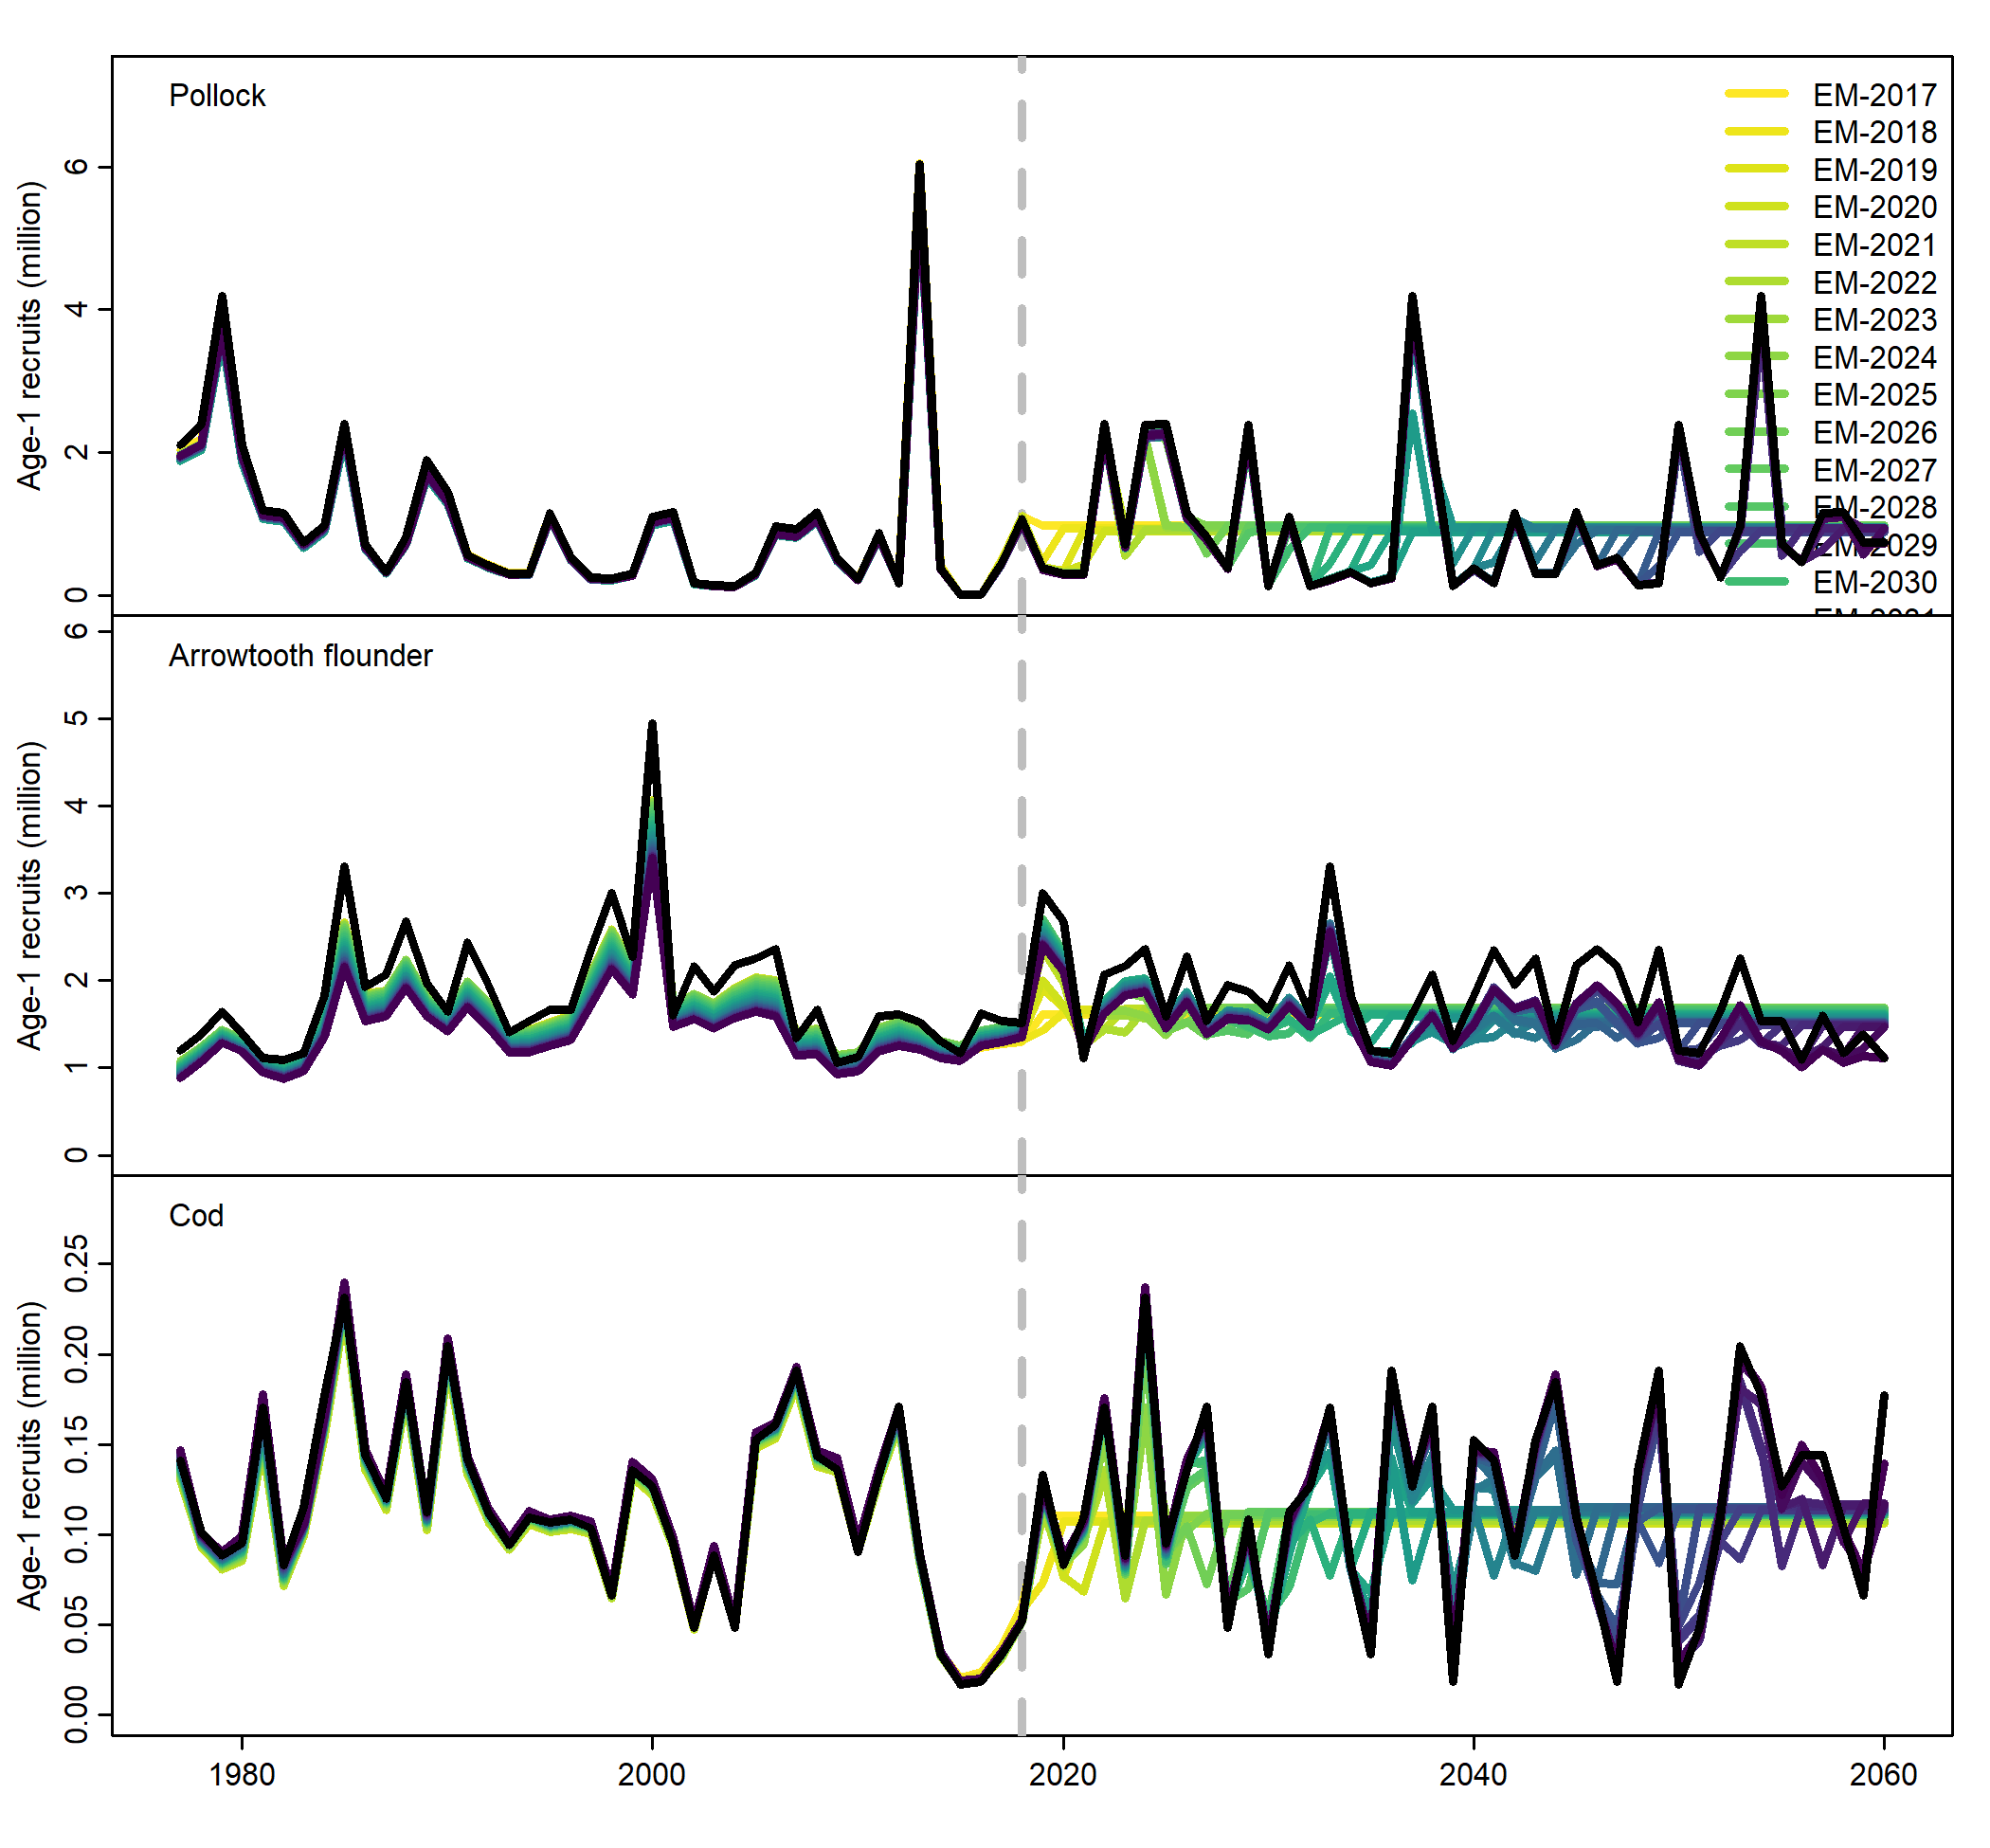 Pollock
EM-2017
EM-2018
EM-2019
EM-2020
EM-2021
EM-2022
EM-2023
EM-2024
EM-2025
EM-2026
EM-2027
EM-2028
EM-2029
EM-2030
Age-1 recruits (million)
6
4
2
0
Arrowtooth flounder
Age-1 recruits (million)
6
5
4
3
2
1
0
Cod
Age-1 recruits (million)
0.25
0.20
0.15
0.10
0.05
0.00
1980 2000 2020 2040 2060